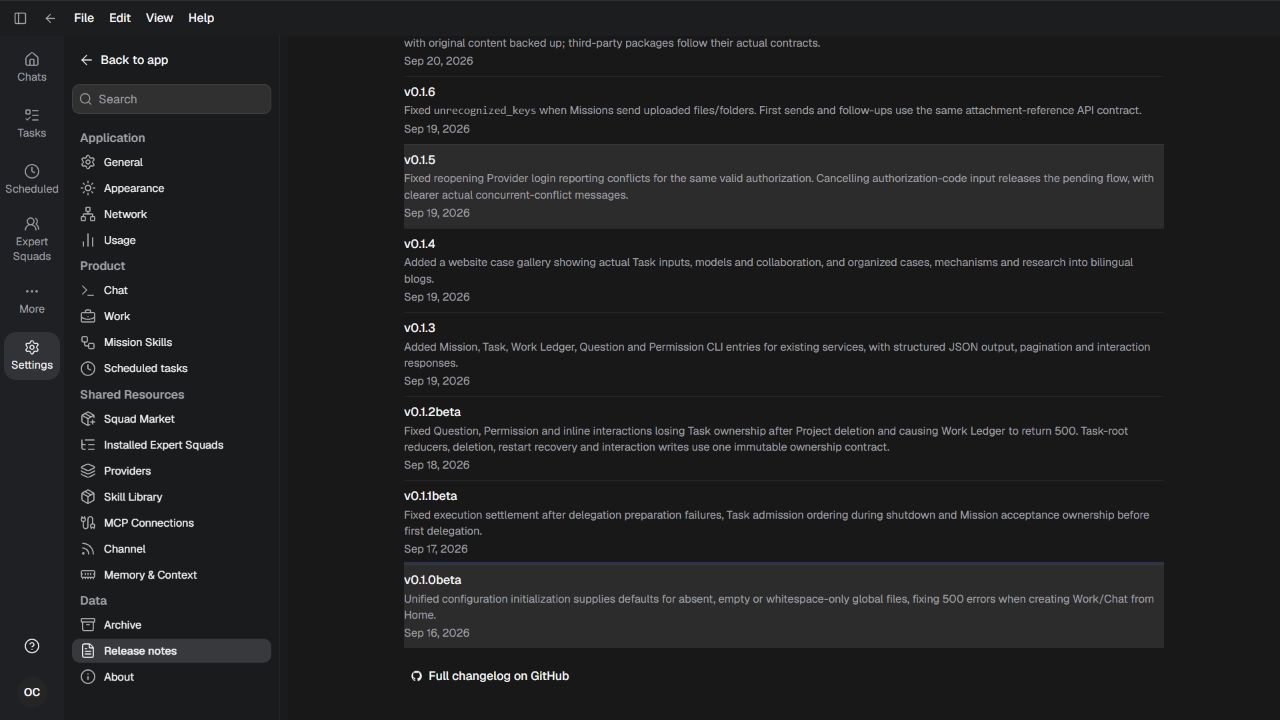 File Edit View Help
Chats
Tasks
Scheduled
Expert
Squads
More
Settings
OC
Back to app
Search
Application
General
Appearance
Network
Usage
Product
Chat
Work
Mission Skills
Scheduled tasks
Shared Resources
Squad Market
Installed Expert Squads
Providers
Skill Library
MCP Connections
Channel
Memory & Context
Data
Archive
Release notes
About
with original content backed up; third-party packages follow their actual contracts.
Sep 20, 2026
v0.1.6
Fixed unrecognized_keys when Missions send uploaded files/folders. First sends and follow-ups use the same attachment-reference API contract.
Sep 19, 2026
v0.1.5
Fixed reopening Provider login reporting conflicts for the same valid authorization. Cancelling authorization-code input releases the pending flow, with
clearer actual concurrent-conflict messages.
Sep 19, 2026
v0.1.4
Added a website case gallery showing actual Task inputs, models and collaboration, and organized cases, mechanisms and research into bilingual
blogs.
Sep 19, 2026
v0.1.3
Added Mission, Task, Work Ledger, Question and Permission CLI entries for existing services, with structured JSON output, pagination and interaction
responses.
Sep 19, 2026
v0.1.2beta
Fixed Question, Permission and inline interactions losing Task ownership after Project deletion and causing Work Ledger to return 500. Task-root
reducers, deletion, restart recovery and interaction writes use one immutable ownership contract.
Sep 18, 2026
v0.1.1beta
Fixed execution settlement after delegation preparation failures, Task admission ordering during shutdown and Mission acceptance ownership before
first delegation.
Sep 17, 2026
v0.1.0beta
Unified configuration initialization supplies defaults for absent, empty or whitespace-only global files, fixing 500 errors when creating Work/Chat from
Home.
Sep 16, 2026
Full changelog on GitHub